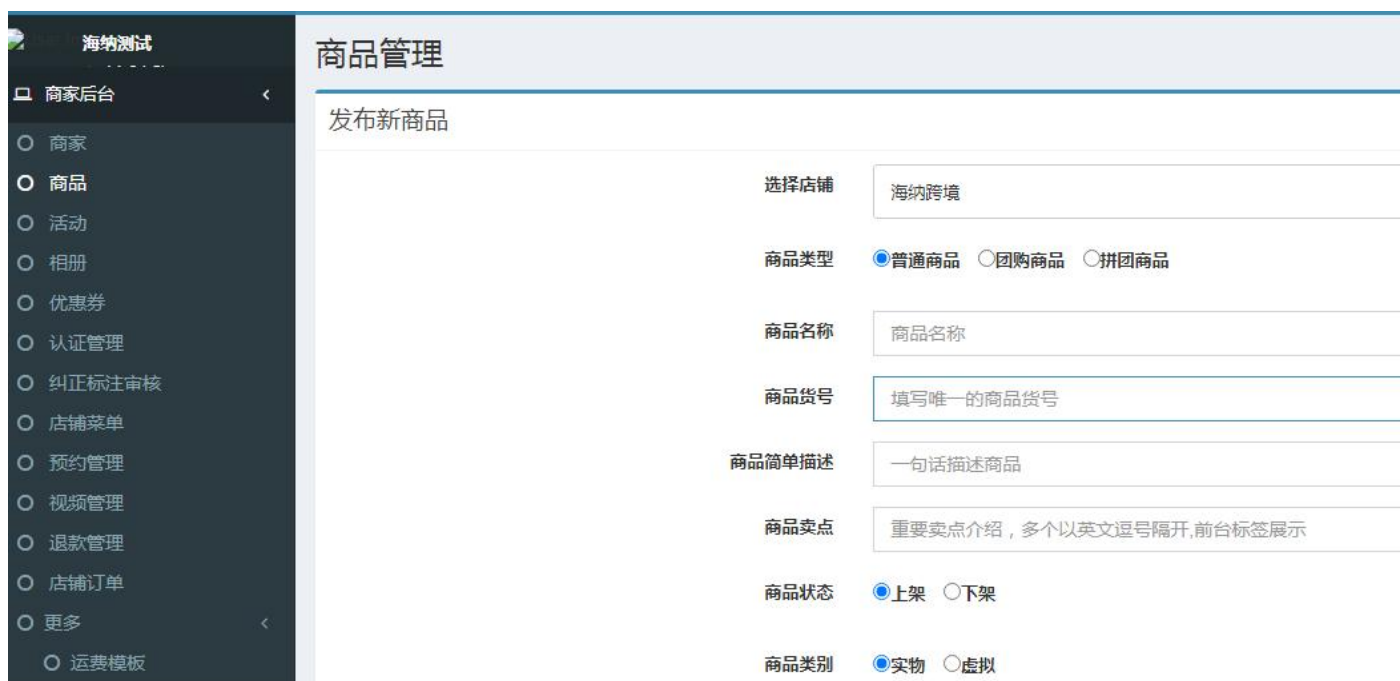 海纳测试
商家后台
商家
商品
活动
相册
优惠券
认证管理
纠正标注审核
店铺菜单
预约管理
视频管理
退款管理
店铺订单
更多
运费模板
商品管理
发布新商品
选择店铺 海纳跨境
商品类型 普通商品 团购商品 拼团商品
商品名称 商品名称
商品货号 填写唯一的商品货号
商品简单描述 一句话描述商品
商品卖点 重要卖点介绍，多个以英文逗号隔开,前台标签展示
商品状态 上架 下架
商品类别 实物 虚拟